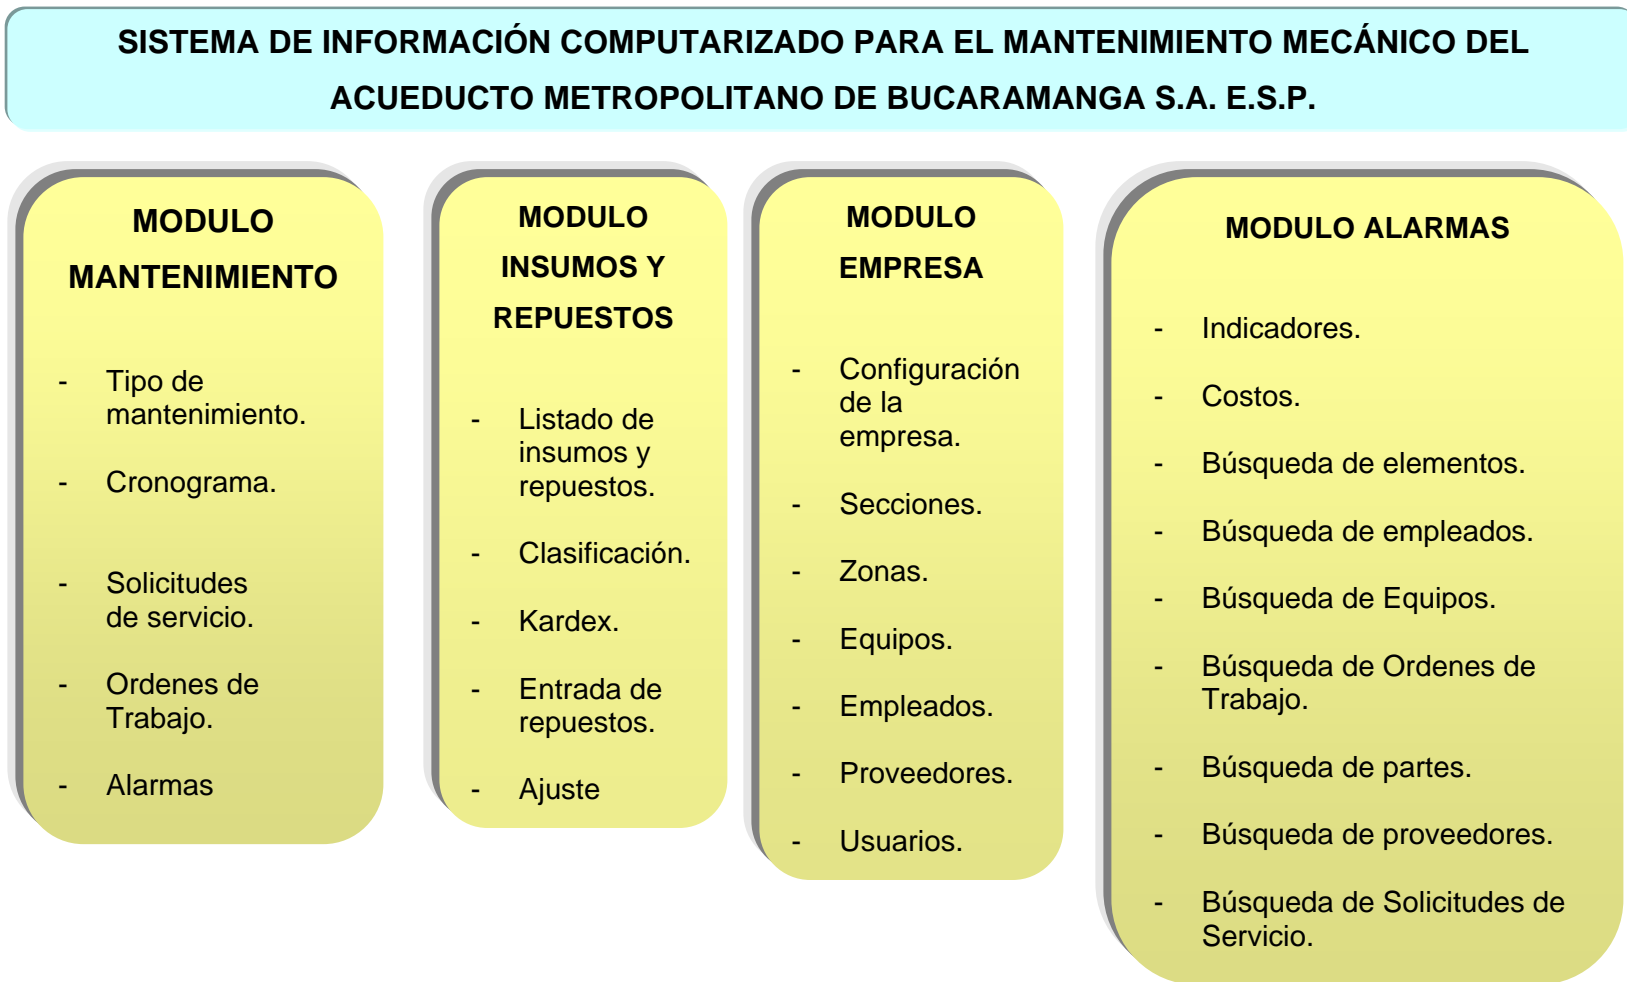 SISTEMA DE INFORMACIÓN COMPUTARIZADO PARA EL MANTENIMIENTO MECÁNICO DEL
ACUEDUCTO METROPOLITANO DE BUCARAMANGA S.A. E.S.P.
MODULO
MANTENIMIENTO
- Tipo de
mantenimiento.
- Cronograma.
- Solicitudes
de servicio.
- Ordenes de
Trabajo.
- Alarmas
MODULO
INSUMOS Y
REPUESTOS
- Listado de
insumos y
repuestos.
- Clasificación.
- Kardex.
- Entrada de
repuestos.
- Ajuste
MODULO
EMPRESA
- Configuración
de la
empresa.
- Secciones.
- Zonas.
- Equipos.
- Empleados.
- Proveedores.
- Usuarios.
MODULO ALARMAS
- Indicadores.
- Costos.
- Búsqueda de elementos.
- Búsqueda de empleados.
- Búsqueda de Equipos.
- Búsqueda de Ordenes de
Trabajo.
- Búsqueda de partes.
- Búsqueda de proveedores.
- Búsqueda de Solicitudes de
Servicio.